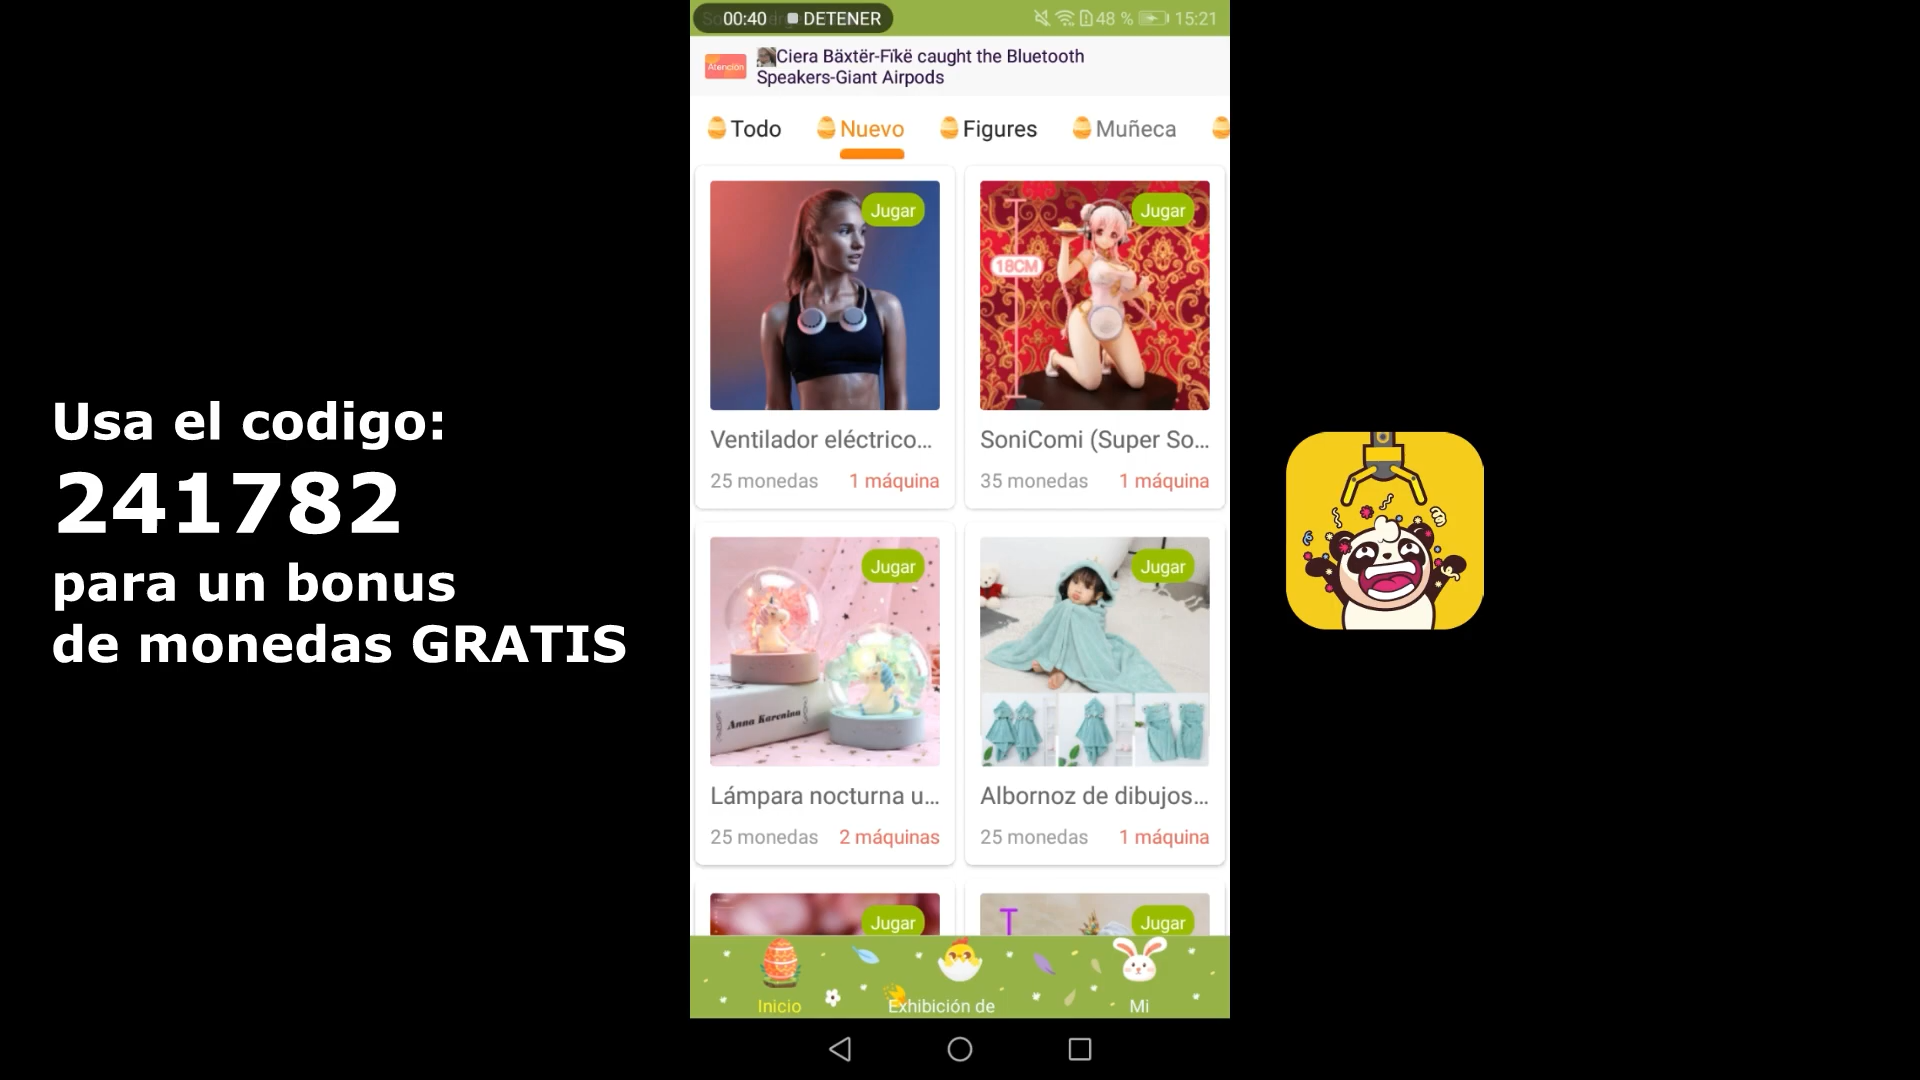 Usa el codigo:
241782
para un bonus
de monedas GRATIS
00:40 DETENER
48 % 15:21
Atención
Ciera Bäxtër-Fïkë caught the Bluetooth
Speakers-Giant Airpods
Todo Nuevo Figures Muñeca
Jugar
Ventilador eléctrico...
25 monedas 1 máquina
18CM
Jugar
SoniComi (Super So...
35 monedas 1 máquina
Anna Karenina
Jugar
Lámpara nocturna u...
25 monedas 2 máquinas
Jugar
Albornoz de dibujos...
25 monedas 1 máquina
Jugar
Jugar
Inicio Exhibición de Mi